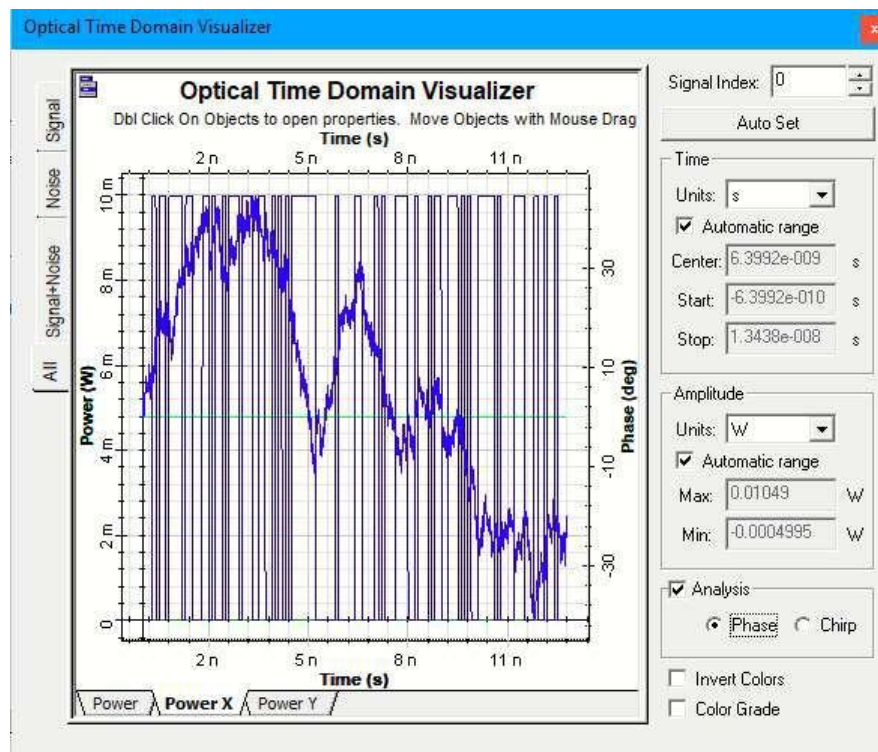 Optical Time Domain Visualizer
x
Signal
Noise
Signal+Noise
All
Optical Time Domain Visualizer
Dbl Click On Objects to open properties. Move Objects with Mouse Drag
Time (s)
2 n 5 n 8 n 11 n
Power (W)
10 m
8 m
6 m
4 m
2 m
0
Phase (deg)
30
10
-10
-30
2 n 5 n 8 n 11 n
Time (s)
Power Power X Power Y
Signal Index: 0
Auto Set
Time
Units: s
Automatic range
Center: 6.3992e-009 s
Start: -6.3992e-010 s
Stop: 1.3438e-008 s
Amplitude
Units: W
Automatic range
Max: 0.01049 W
Min: -0.0004995 W
Analysis
Phase Chirp
Invert Colors
Color Grade